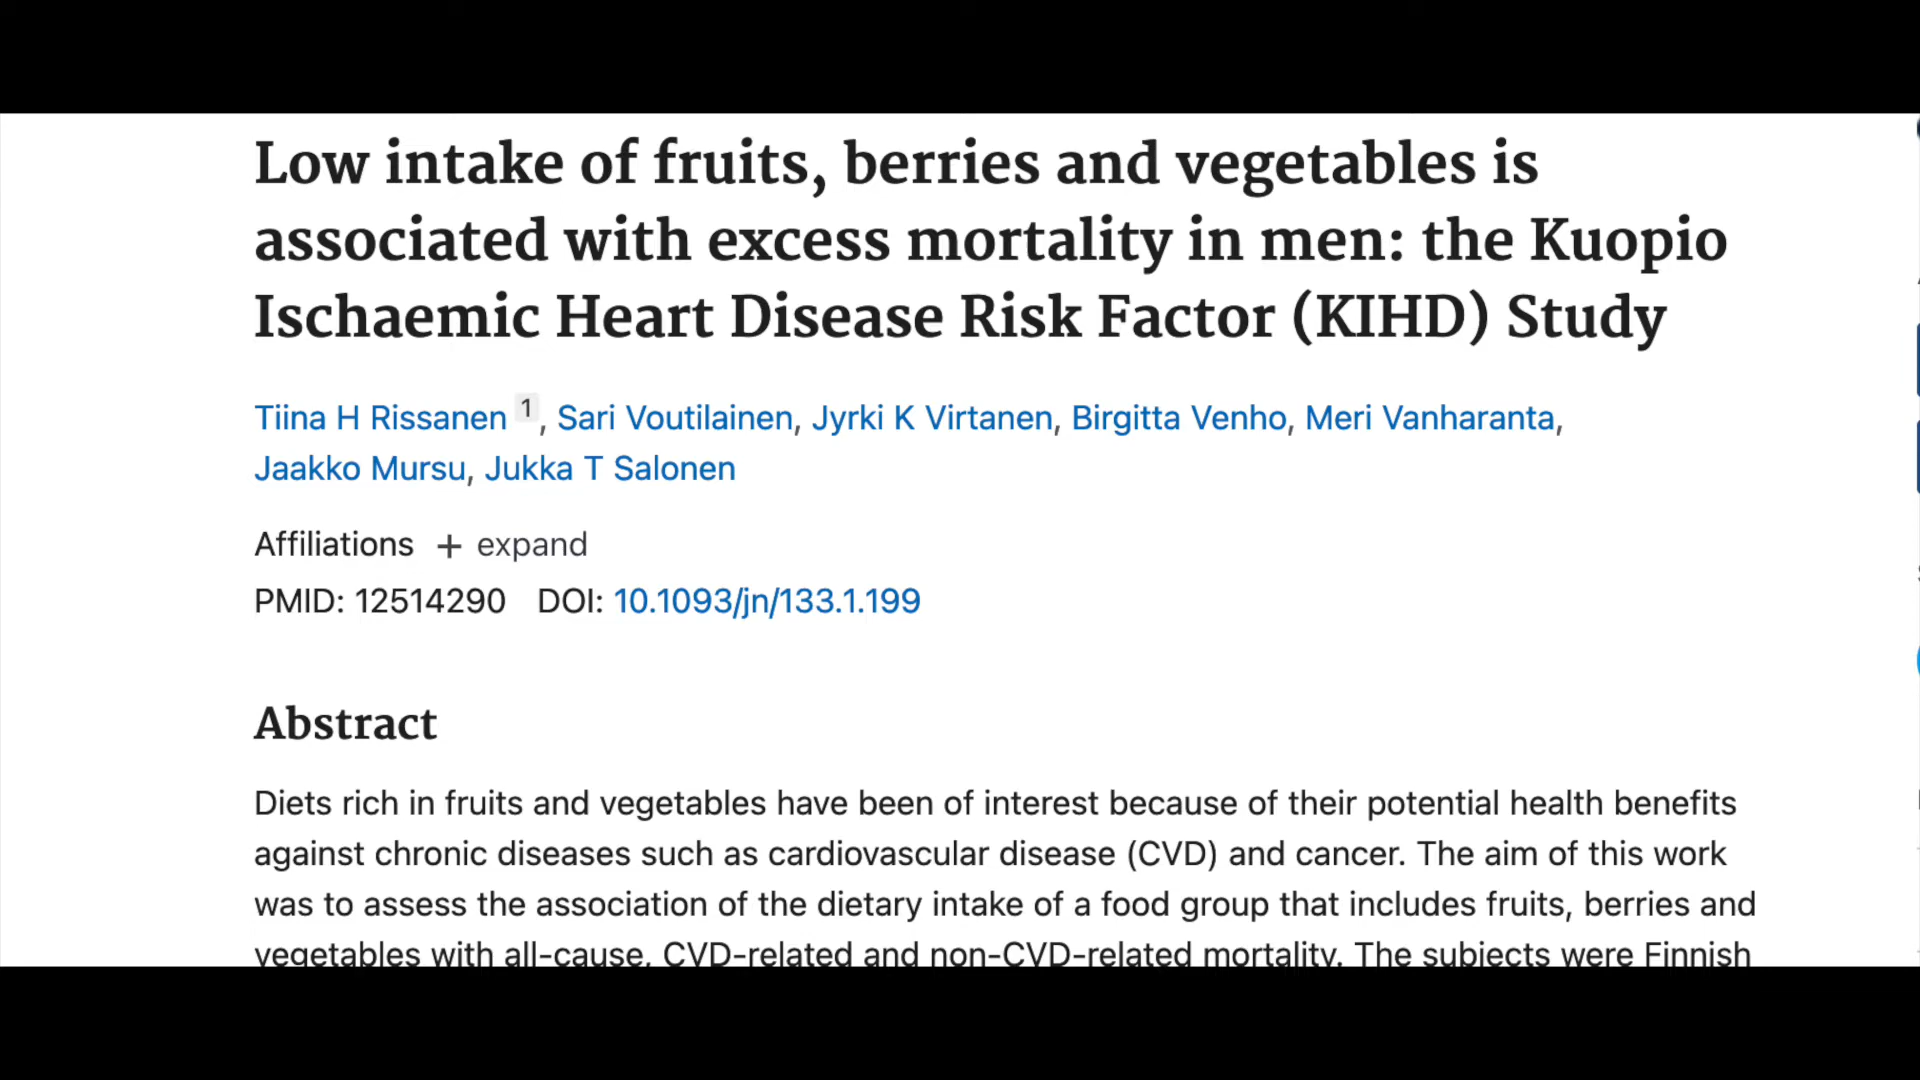 Low intake of fruits, berries and vegetables is
associated with excess mortality in men: the Kuopio
Ischaemic Heart Disease Risk Factor (KIHD) Study
Tiina H Rissanen 1, Sari Voutilainen, Jyrki K Virtanen, Birgitta Venho, Meri Vanharanta,
Jaakko Mursu, Jukka T Salonen
Affiliations + expand
PMID: 12514290 DOI: 10.1093/jn/133.1.199
Abstract
Diets rich in fruits and vegetables have been of interest because of their potential health benefits
against chronic diseases such as cardiovascular disease (CVD) and cancer. The aim of this work
was to assess the association of the dietary intake of a food group that includes fruits, berries and
vegetables with all-cause, CVD-related and non-CVD-related mortality. The subjects were Finnish